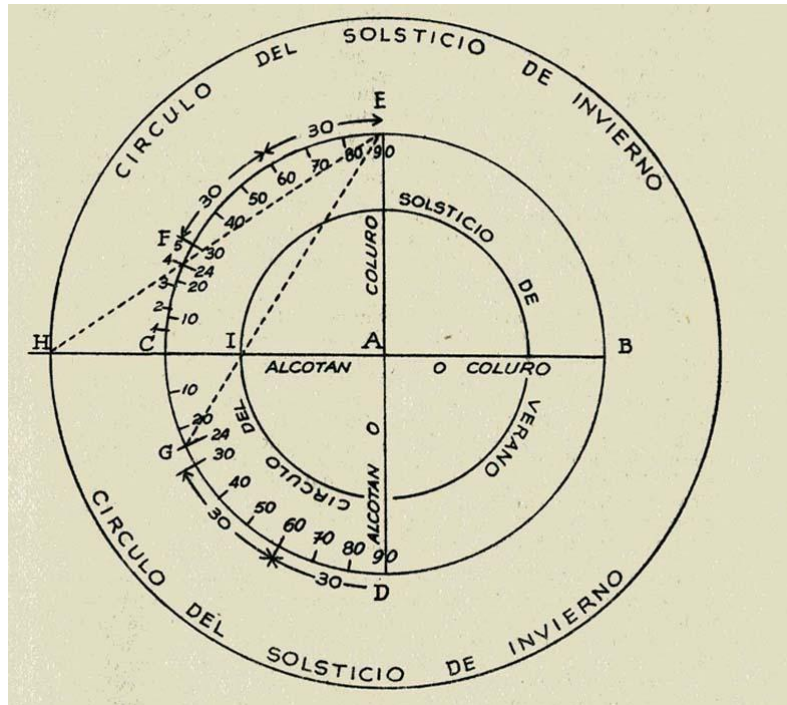 CIRCULO DEL SOLSTICIO DE INVIERNO
E
30
30
90
80
70
60
50
40
30
24
20
10
F
5
4
3
2
1
SOLSTICIO DE VERANO
COLURO
H
C
I
A
B
ALCOTAN O COLURO
10
20
24
30
40
50
60
70
80
90
G
CIRCULO DEL
O
ALCOTAN
30
30
D
CIRCULO DEL SOLSTICIO DE INVIERNO